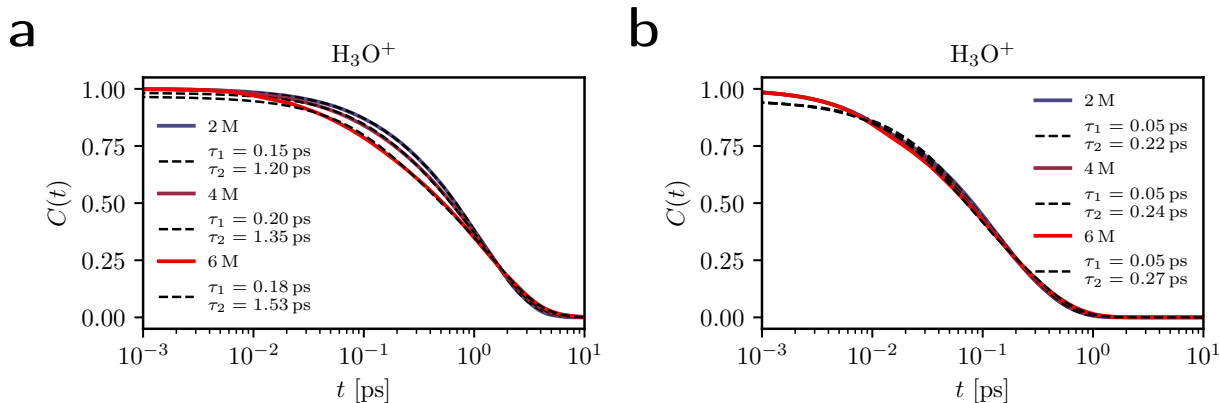 a
H₃O⁺
C(t)
1.00
0.75
0.50
0.25
0.00
2 M
τ₁ = 0.15 ps
τ₂ = 1.20 ps
4 M
τ₁ = 0.20 ps
τ₂ = 1.35 ps
6 M
τ₁ = 0.18 ps
τ₂ = 1.53 ps
10⁻³ 10⁻² 10⁻¹ 10⁰ 10¹
t [ps]
b
H₃O⁺
C(t)
1.00
0.75
0.50
0.25
0.00
2 M
τ₁ = 0.05 ps
τ₂ = 0.22 ps
4 M
τ₁ = 0.05 ps
τ₂ = 0.24 ps
6 M
τ₁ = 0.05 ps
τ₂ = 0.27 ps
10⁻³ 10⁻² 10⁻¹ 10⁰ 10¹
t [ps]